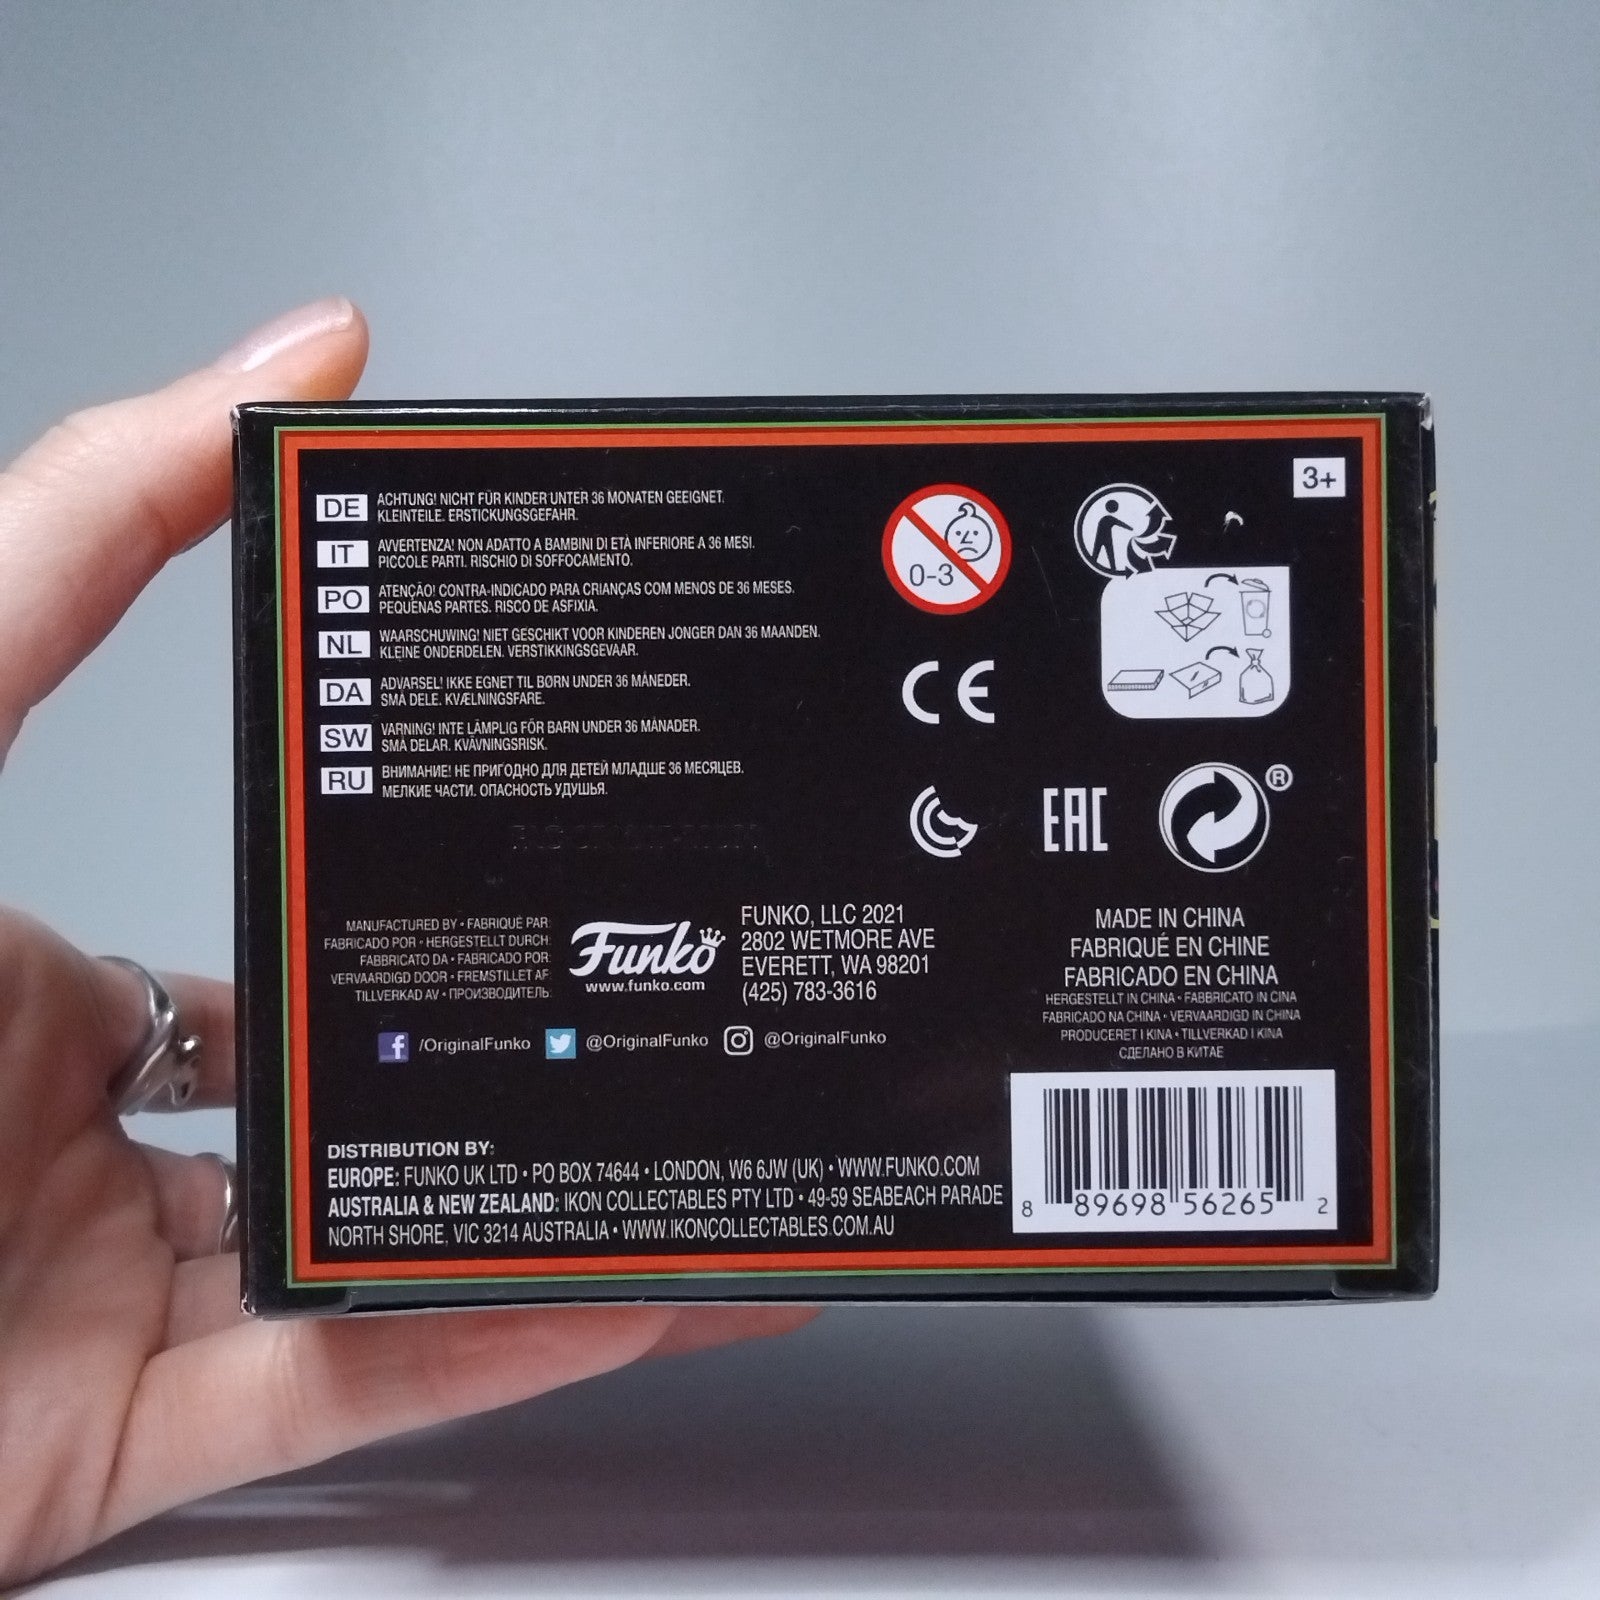 3+
DE ACHTUNG! NICHT FÜR KINDER UNTER 36 MONATEN GEEIGNET.
KLEINTEILE. ERSTICKUNGSGEFAHR.
IT AVVERTENZA! NON ADATTO A BAMBINI DI ETÀ INFERIORE A 36 MESI.
PICCOLE PARTI. RISCHIO DI SOFFOCAMENTO.
PO ATENÇÃO! CONTRA-INDICADO PARA CRIANÇAS COM MENOS DE 36 MESES.
PEQUENAS PARTES. RISCO DE ASFIXIA.
NL WAARSCHUWING! NIET GESCHIKT VOOR KINDEREN JONGER DAN 36 MAANDEN.
KLEINE ONDERDELEN. VERSTIKKINGSGEVAAR.
DA ADVARSEL! IKKE EGNET TIL BØRN UNDER 36 MÅNEDER.
SMÅ DELE. KVÆLNINGSFARE.
SW VARNING! INTE LÄMPLIG FÖR BARN UNDER 36 MÅNADER.
SMÅ DELAR. KVÄVNINGSRISK.
RU ВНИМАНИЕ! НЕ ПРИГОДНО ДЛЯ ДЕТЕЙ МЛАДШЕ 36 МЕСЯЦЕВ.
МЕЛКИЕ ЧАСТИ. ОПАСНОСТЬ УДУШЬЯ.
0-3
CE
EAC
®
MANUFACTURED BY • FABRIQUÉ PAR:
FABRICADO POR • HERGESTELLT DURCH:
FABBRICATO DA • FABRICADO POR:
VERVAARDIGD DOOR • FREMSTILLET AF:
TILLVERKAD AV • ПРОИЗВОДИТЕЛЬ:
Funko
www.funko.com
FUNKO, LLC 2021
2802 WETMORE AVE
EVERETT, WA 98201
(425) 783-3616
MADE IN CHINA
FABRIQUÉ EN CHINE
FABRICADO EN CHINA
HERGESTELLT IN CHINA • FABBRICATO IN CINA
FABRICADO NA CHINA • VERVAARDIGD IN CHINA
PRODUCERET I KINA • TILLVERKAD I KINA
СДЕЛАНО В КИТАЕ
f /OriginalFunko @OriginalFunko @OriginalFunko
DISTRIBUTION BY:
EUROPE: FUNKO UK LTD • PO BOX 74644 • LONDON, W6 6JW (UK) • WWW.FUNKO.COM
AUSTRALIA & NEW ZEALAND: IKON COLLECTABLES PTY LTD • 49-59 SEABEACH PARADE
NORTH SHORE, VIC 3214 AUSTRALIA • WWW.IKONCOLLECTABLES.COM.AU
8 89698 56265 2